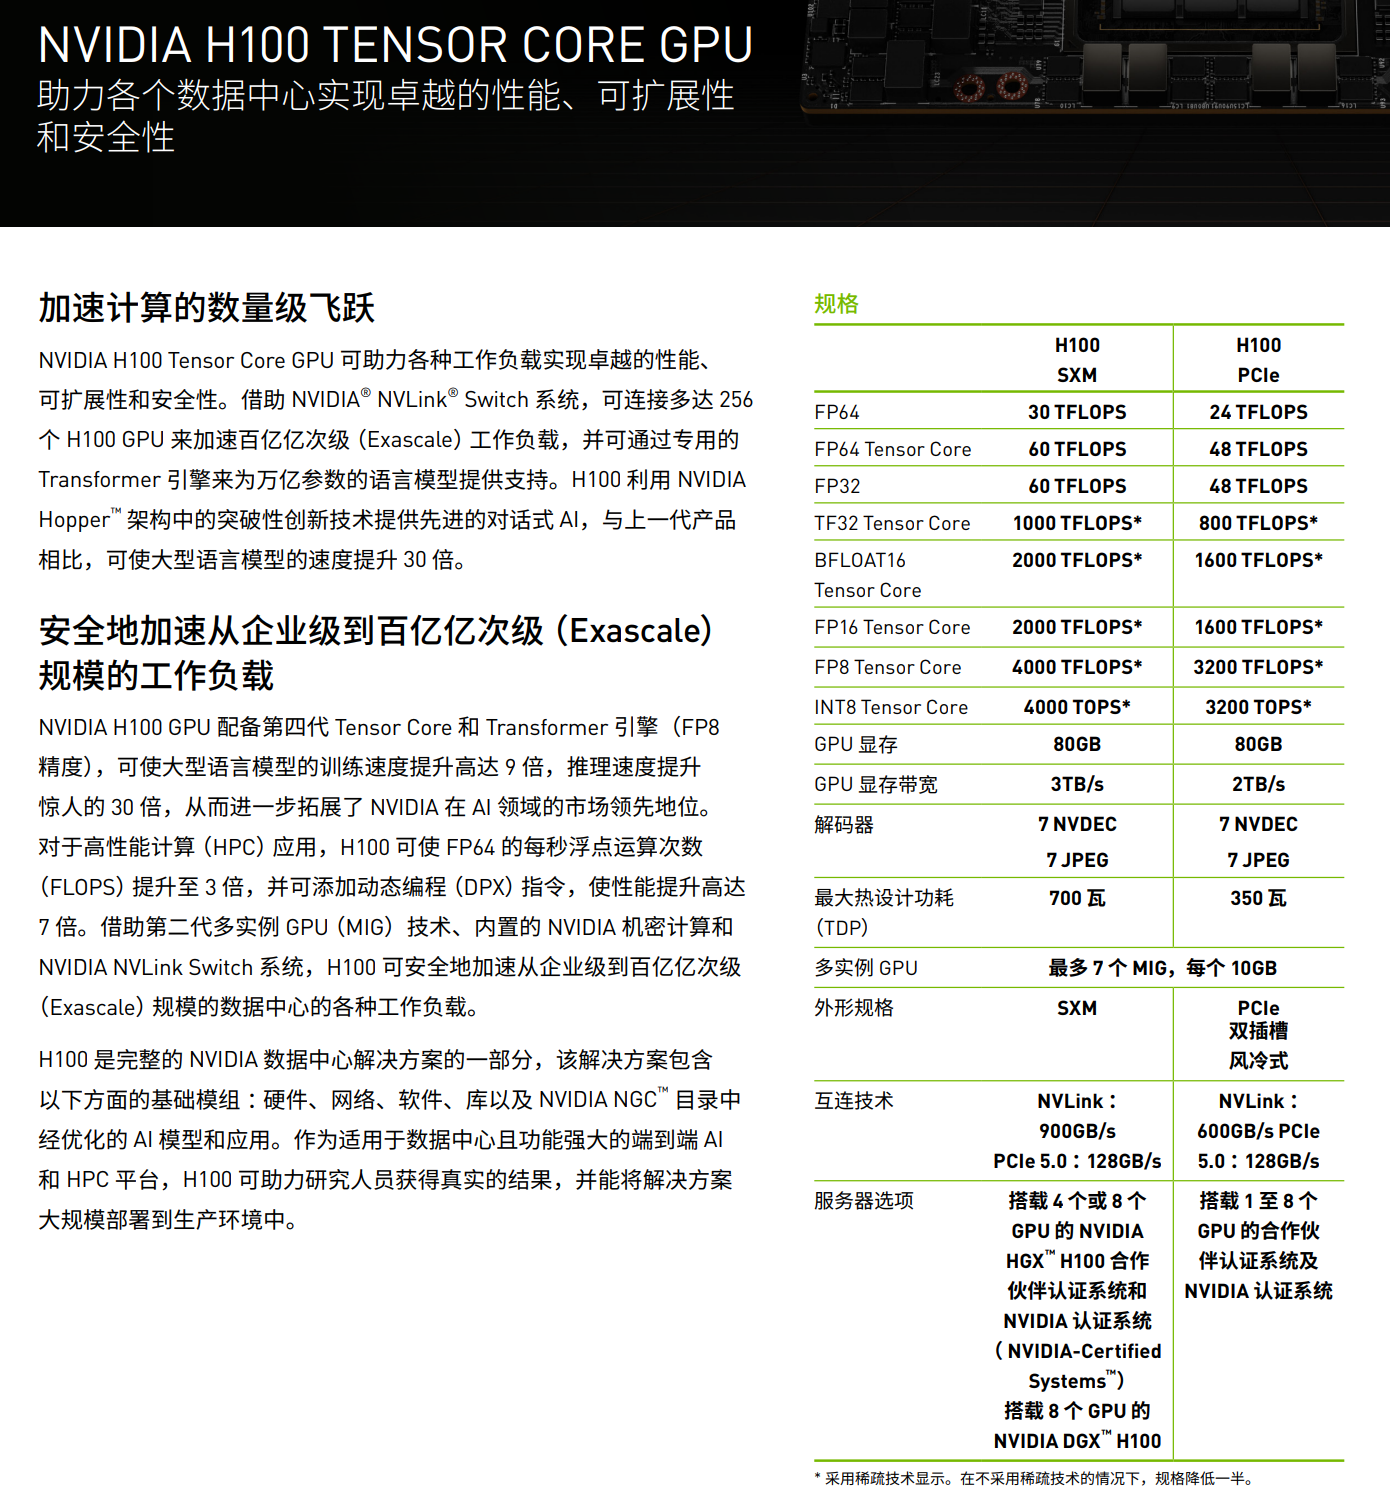 NVIDIA H100 TENSOR CORE GPU
助力各个数据中心实现卓越的性能、可扩展性
和安全性
加速计算的数量级飞跃
NVIDIA H100 Tensor Core GPU 可助力各种工作负载实现卓越的性能、
可扩展性和安全性。借助 NVIDIA® NVLink® Switch 系统，可连接多达 256
个 H100 GPU 来加速百亿亿次级（Exascale）工作负载，并可通过专用的
Transformer 引擎来为万亿参数的语言模型提供支持。H100 利用 NVIDIA
Hopper™ 架构中的突破性创新技术提供先进的对话式 AI，与上一代产品
相比，可使大型语言模型的速度提升 30 倍。
安全地加速从企业级到百亿亿次级（Exascale）
规模的工作负载
NVIDIA H100 GPU 配备第四代 Tensor Core 和 Transformer 引擎（FP8
精度），可使大型语言模型的训练速度提升高达 9 倍，推理速度提升
惊人的 30 倍，从而进一步拓展了 NVIDIA 在 AI 领域的市场领先地位。
对于高性能计算（HPC）应用，H100 可使 FP64 的每秒浮点运算次数
（FLOPS）提升至 3 倍，并可添加动态编程（DPX）指令，使性能提升高达
7 倍。借助第二代多实例 GPU（MIG）技术、内置的 NVIDIA 机密计算和
NVIDIA NVLink Switch 系统，H100 可安全地加速从企业级到百亿亿次级
（Exascale）规模的数据中心的各种工作负载。
H100 是完整的 NVIDIA 数据中心解决方案的一部分，该解决方案包含
以下方面的基础模组：硬件、网络、软件、库以及 NVIDIA NGC™ 目录中
经优化的 AI 模型和应用。作为适用于数据中心且功能强大的端到端 AI
和 HPC 平台，H100 可助力研究人员获得真实的结果，并能将解决方案
大规模部署到生产环境中。
规格
H100 H100
SXM PCIe
FP64 30 TFLOPS 24 TFLOPS
FP64 Tensor Core 60 TFLOPS 48 TFLOPS
FP32 60 TFLOPS 48 TFLOPS
TF32 Tensor Core 1000 TFLOPS* 800 TFLOPS*
BFLOAT16 2000 TFLOPS* 1600 TFLOPS*
Tensor Core
FP16 Tensor Core 2000 TFLOPS* 1600 TFLOPS*
FP8 Tensor Core 4000 TFLOPS* 3200 TFLOPS*
INT8 Tensor Core 4000 TOPS* 3200 TOPS*
GPU 显存 80GB 80GB
GPU 显存带宽 3TB/s 2TB/s
解码器 7 NVDEC 7 NVDEC
7 JPEG 7 JPEG
最大热设计功耗 700 瓦 350 瓦
（TDP）
多实例 GPU 最多 7 个 MIG，每个 10GB
外形规格 SXM PCIe
双插槽
风冷式
互连技术 NVLink： NVLink：
900GB/s 600GB/s PCIe
PCIe 5.0：128GB/s 5.0：128GB/s
服务器选项 搭载 4 个或 8 个 搭载 1 至 8 个
GPU 的 NVIDIA GPU 的合作伙
HGX™ H100 合作 伴认证系统及
伙伴认证系统和 NVIDIA 认证系统
NVIDIA 认证系统
（ NVIDIA-Certified
Systems™）
搭载 8 个 GPU 的
NVIDIA DGX™ H100
* 采用稀疏技术显示。在不采用稀疏技术的情况下，规格降低一半。